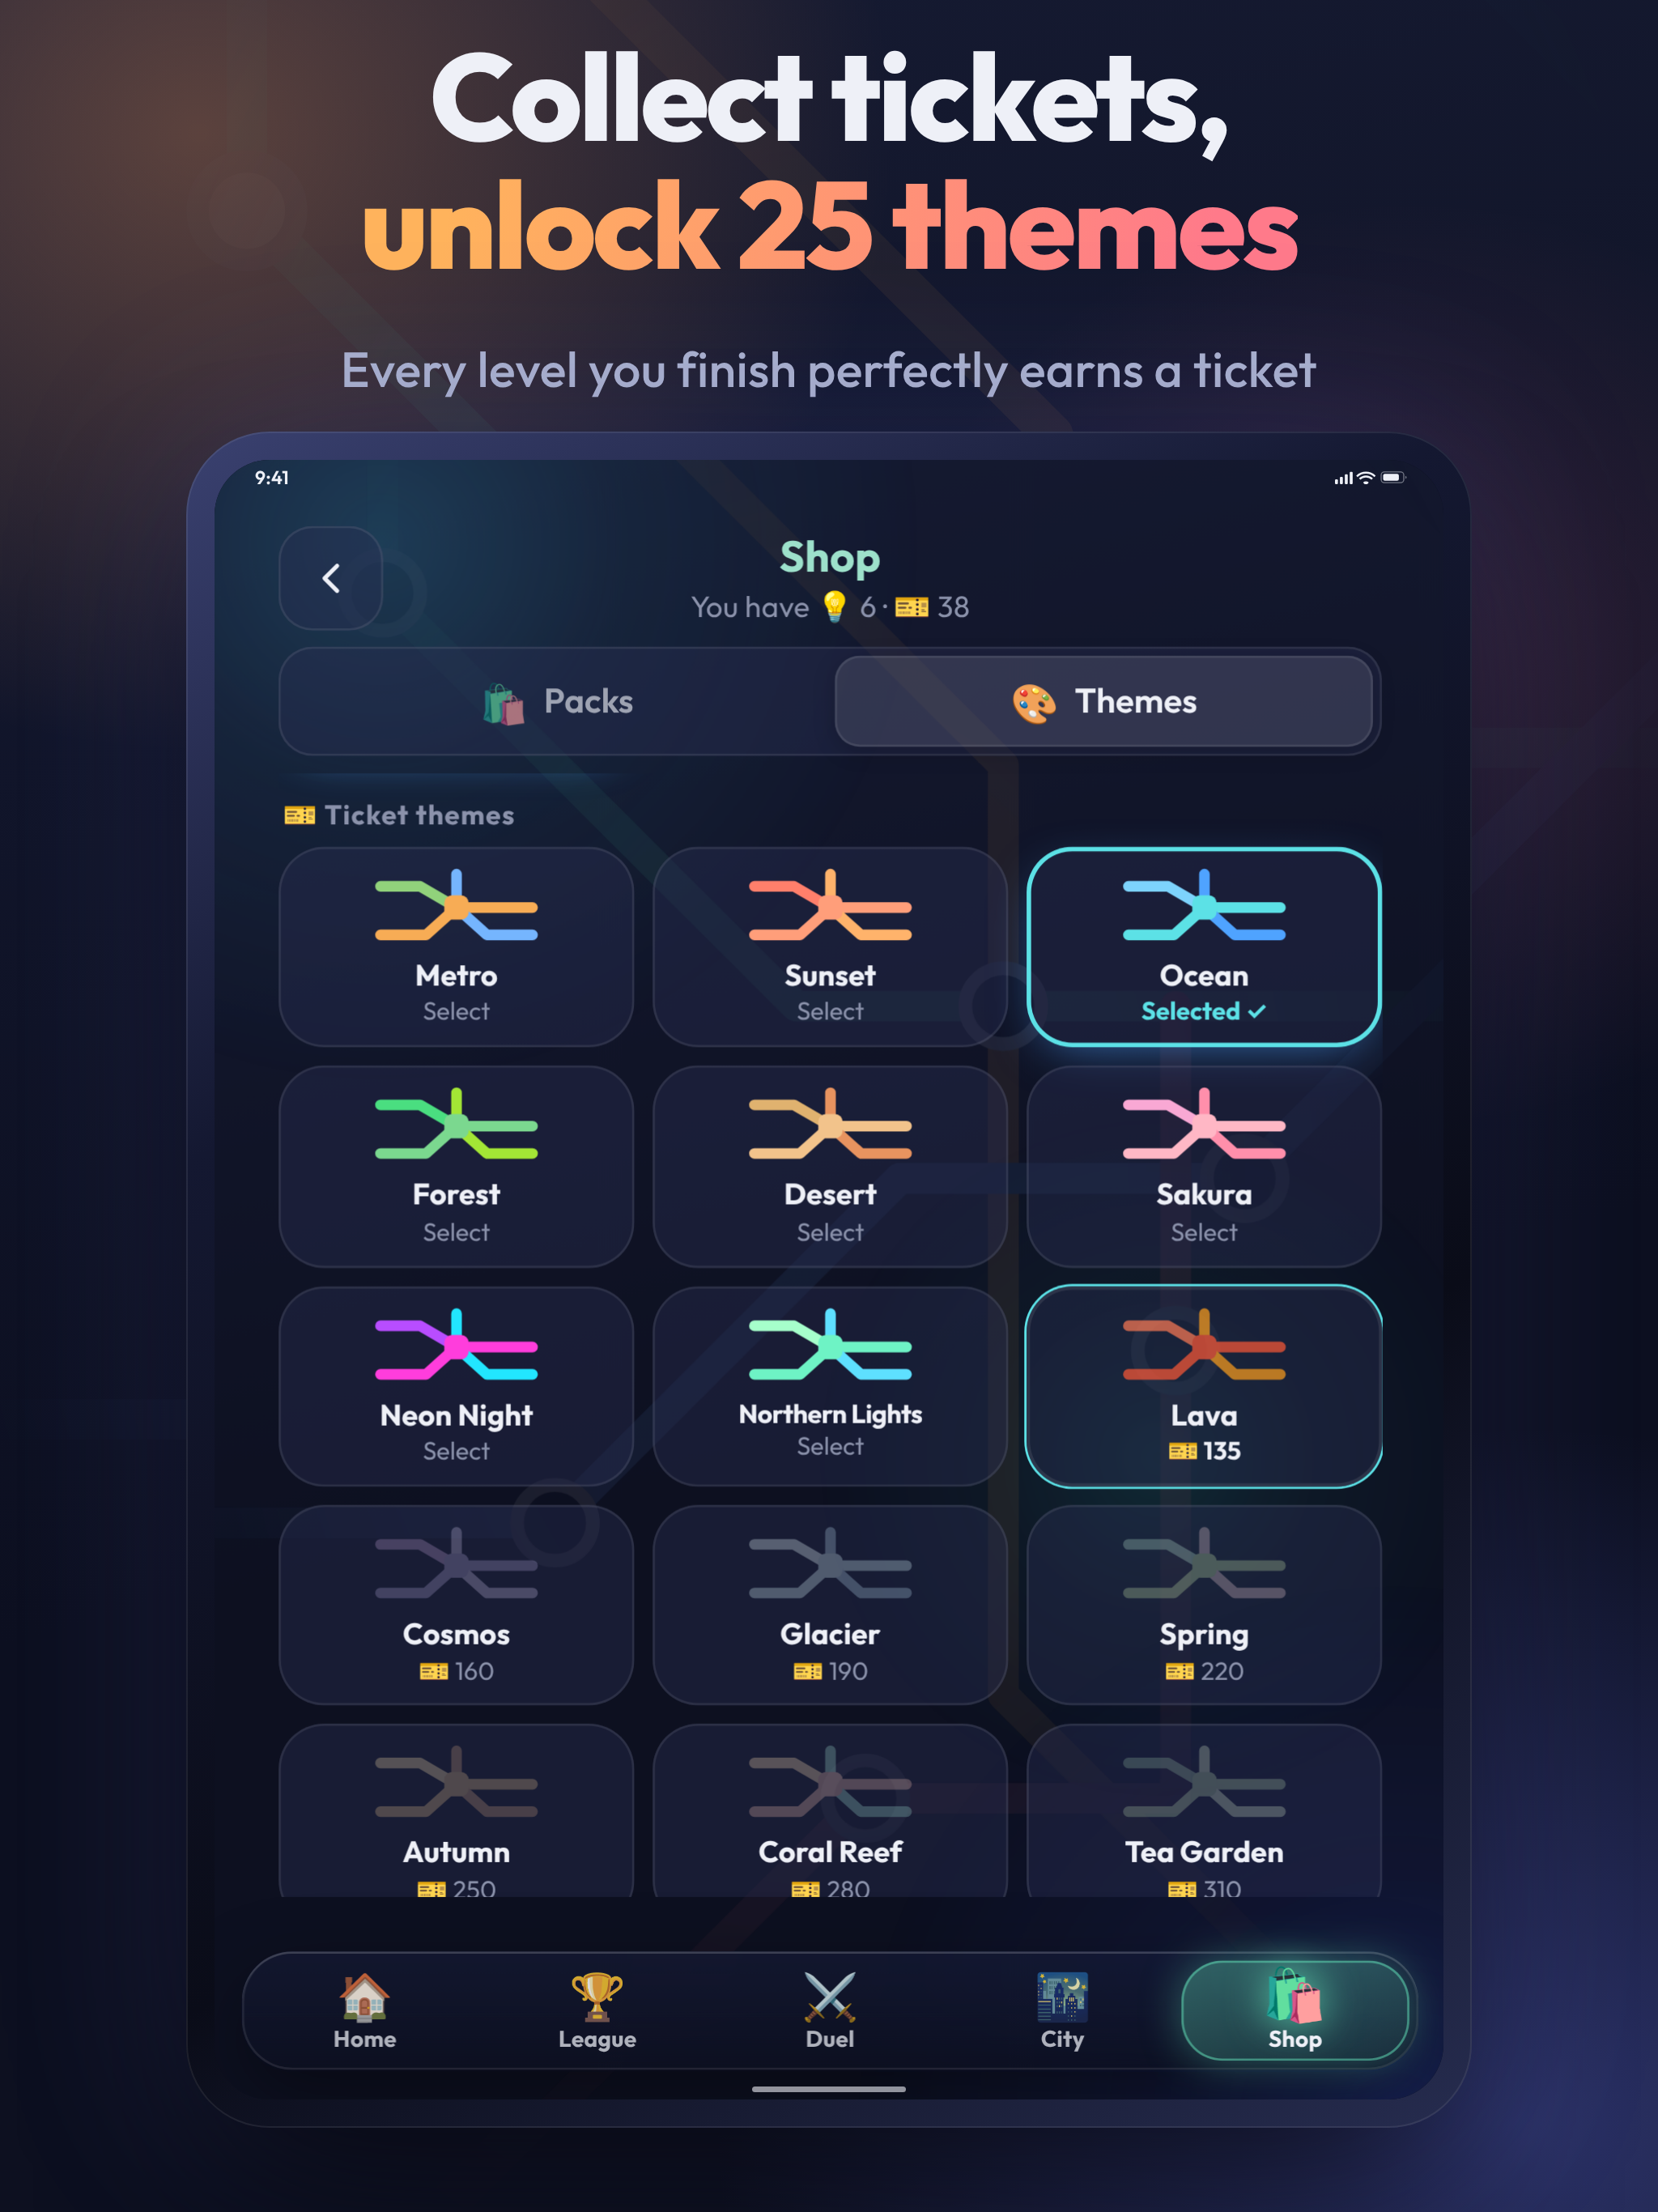 Collect tickets,
unlock 25 themes
Every level you finish perfectly earns a ticket
9:41
Shop
You have 💡 6 · 🎫 38
🛍️ Packs
🎨 Themes
🎫 Ticket themes
Metro
Select
Sunset
Select
Ocean
Selected ✓
Forest
Select
Desert
Select
Sakura
Select
Neon Night
Select
Northern Lights
Select
Lava
🎫 135
Cosmos
🎫 160
Glacier
🎫 190
Spring
🎫 220
Autumn
🎫 250
Coral Reef
🎫 280
Tea Garden
🎫 310
Home
League
Duel
City
Shop